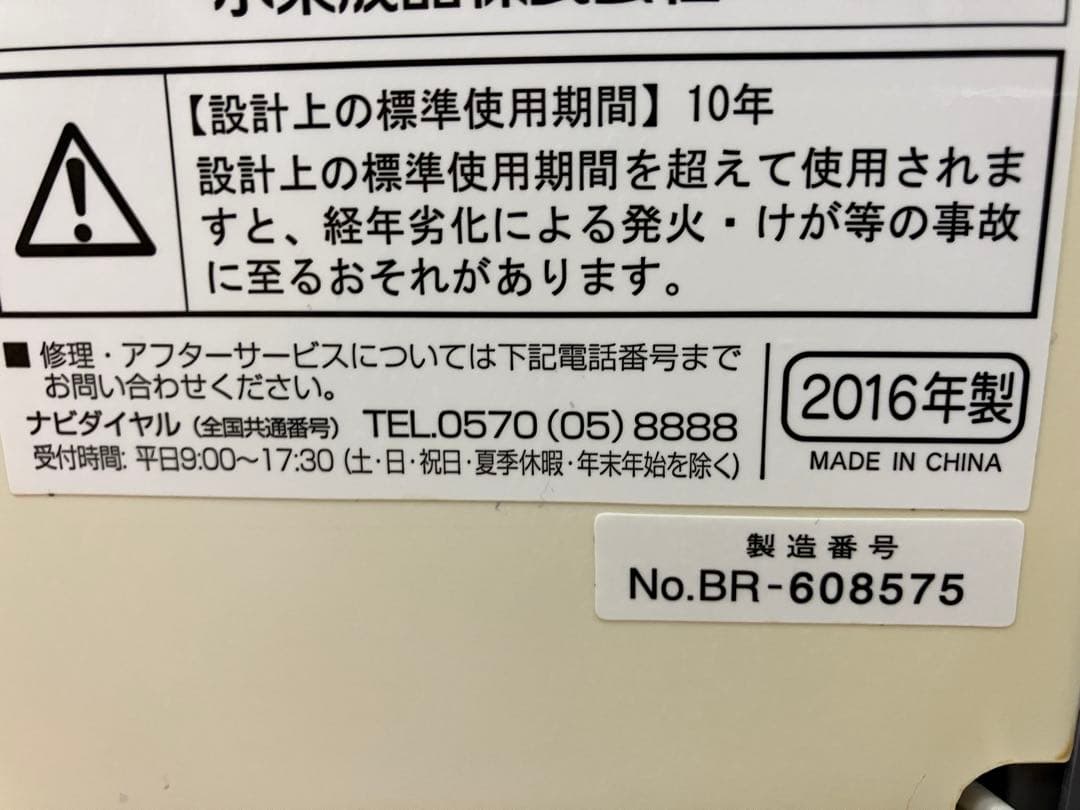 【設計上の標準使用期間】10年
設計上の標準使用期間を超えて使用されま
すと、経年劣化による発火・けが等の事故
に至るおそれがあります。
■ 修理・アフターサービスについては下記電話番号まで
お問い合わせください。
ナビダイヤル（全国共通番号） TEL.0570（05）8888
受付時間: 平日9:00～17:30（土・日・祝日・夏季休暇・年末年始を除く）
2016年製
MADE IN CHINA
製造番号
No.BR-608575